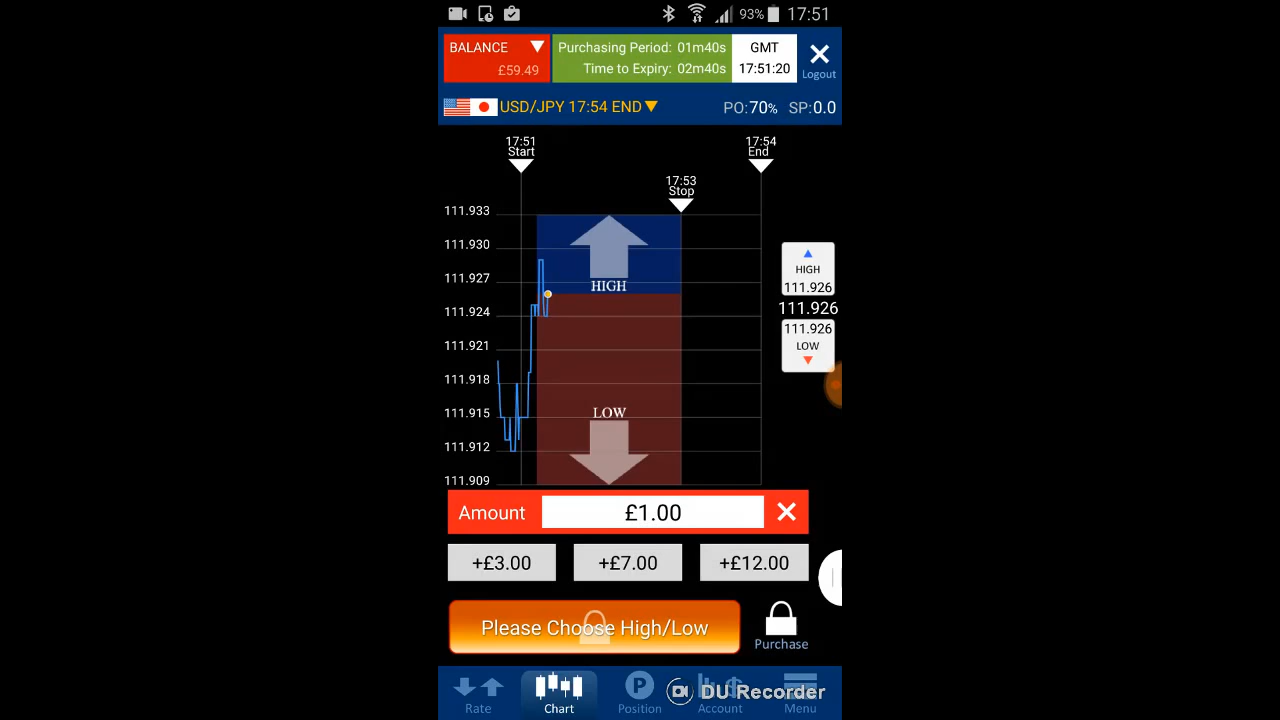 93% 17:51
BALANCE
£59.49
Purchasing Period: 01m40s
Time to Expiry: 02m40s
GMT
17:51:20
Logout
USD/JPY 17:54 END
PO:70%
SP:0.0
17:51
Start
17:54
End
17:53
Stop
111.933
111.930
111.927
111.924
111.921
111.918
111.915
111.912
111.909
HIGH
LOW
HIGH
111.926
111.926
111.926
LOW
Amount
£1.00
+£3.00
+£7.00
+£12.00
Please Choose High/Low
Purchase
Rate
Chart
P
Position
Account
Menu
DU Recorder